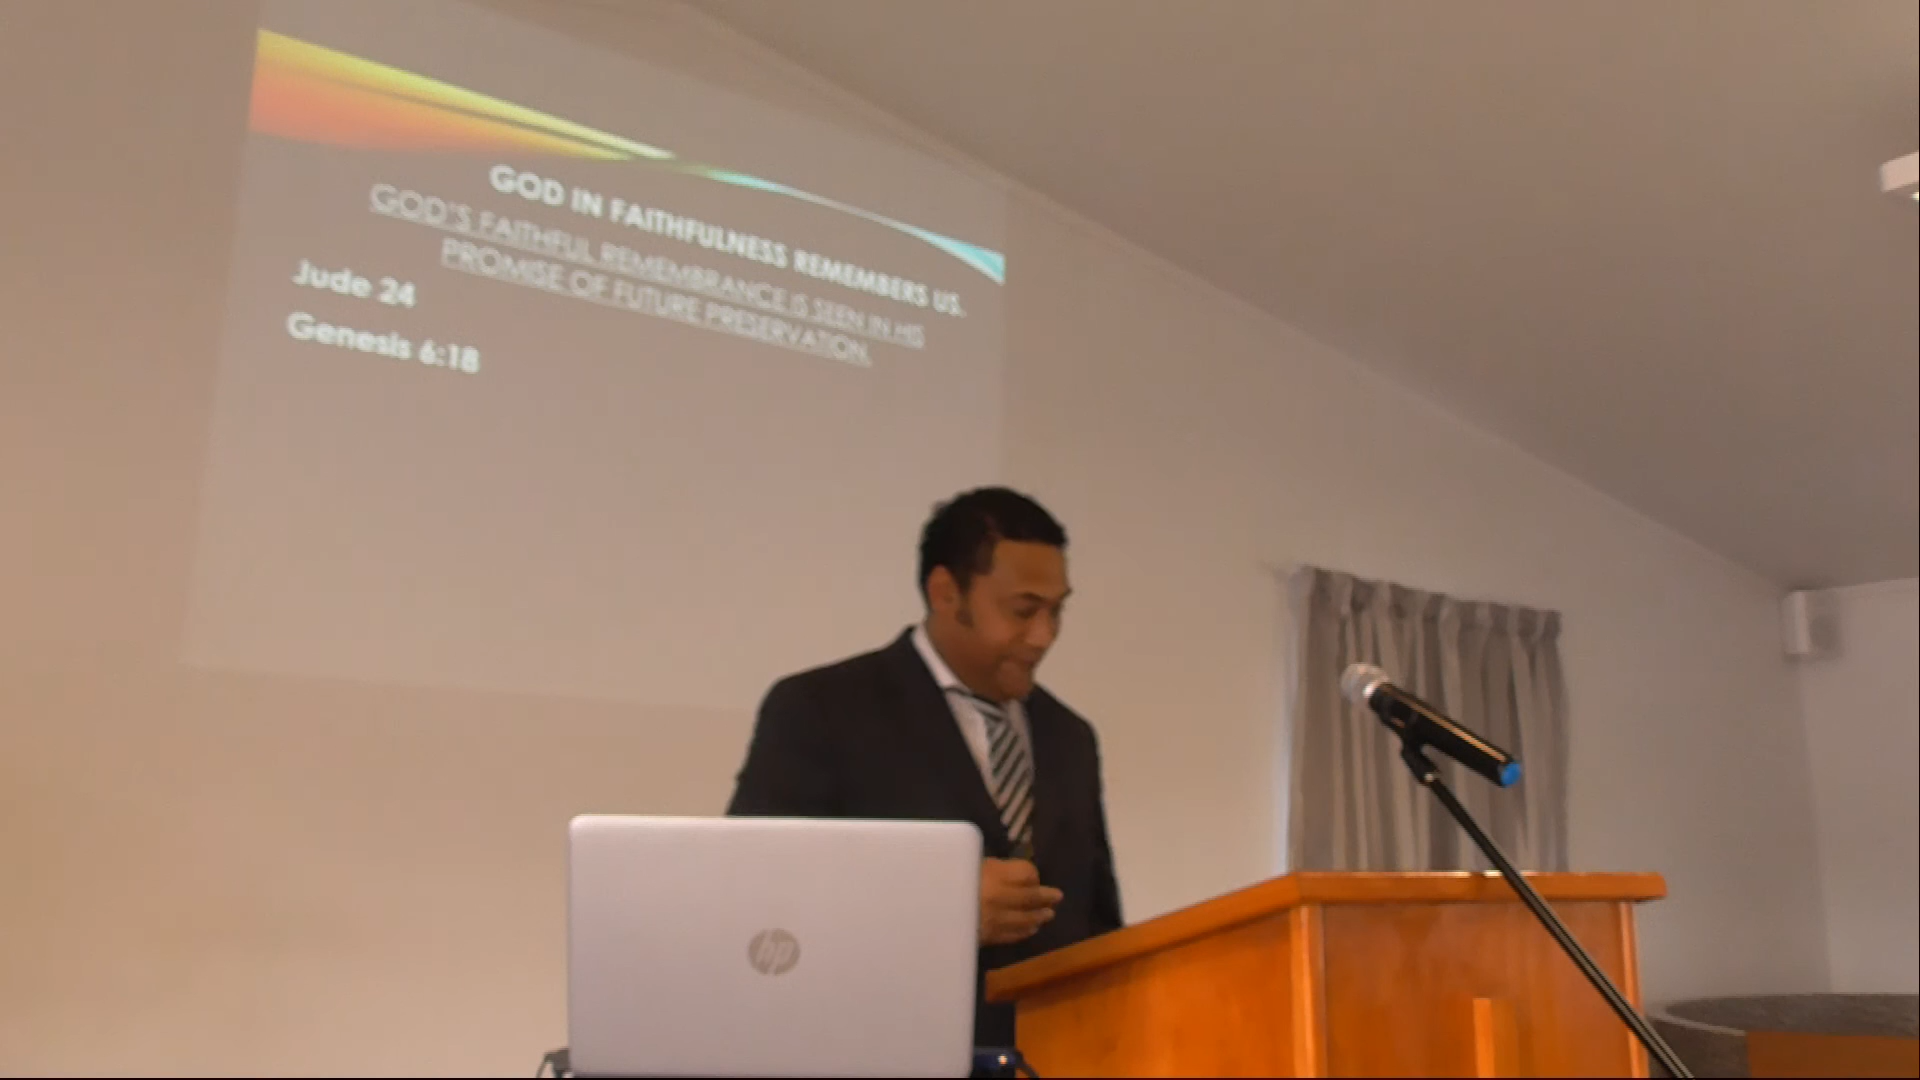 GOD IN FAITHFULNESS REMEMBERS US.
GOD'S FAITHFUL REMEMBRANCE IS SEEN IN HIS
PROMISE OF FUTURE PRESERVATION.
Jude 24
Genesis 6:18
hp